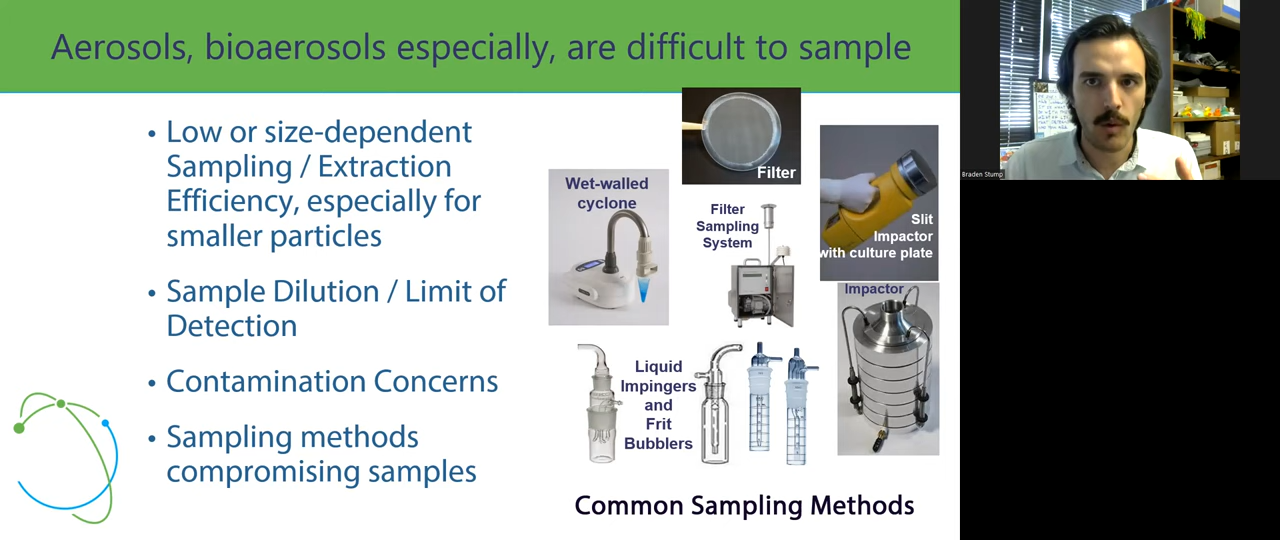 Aerosols, bioaerosols especially, are difficult to sample
• Low or size-dependent
Sampling / Extraction
Efficiency, especially for
smaller particles
• Sample Dilution / Limit of
Detection
• Contamination Concerns
• Sampling methods
compromising samples
Filter
Wet-walled
cyclone
Filter
Sampling
System
Slit
Impactor
with culture plate
Impactor
Liquid
Impingers
and
Frit
Bubblers
Common Sampling Methods
Braden Stump